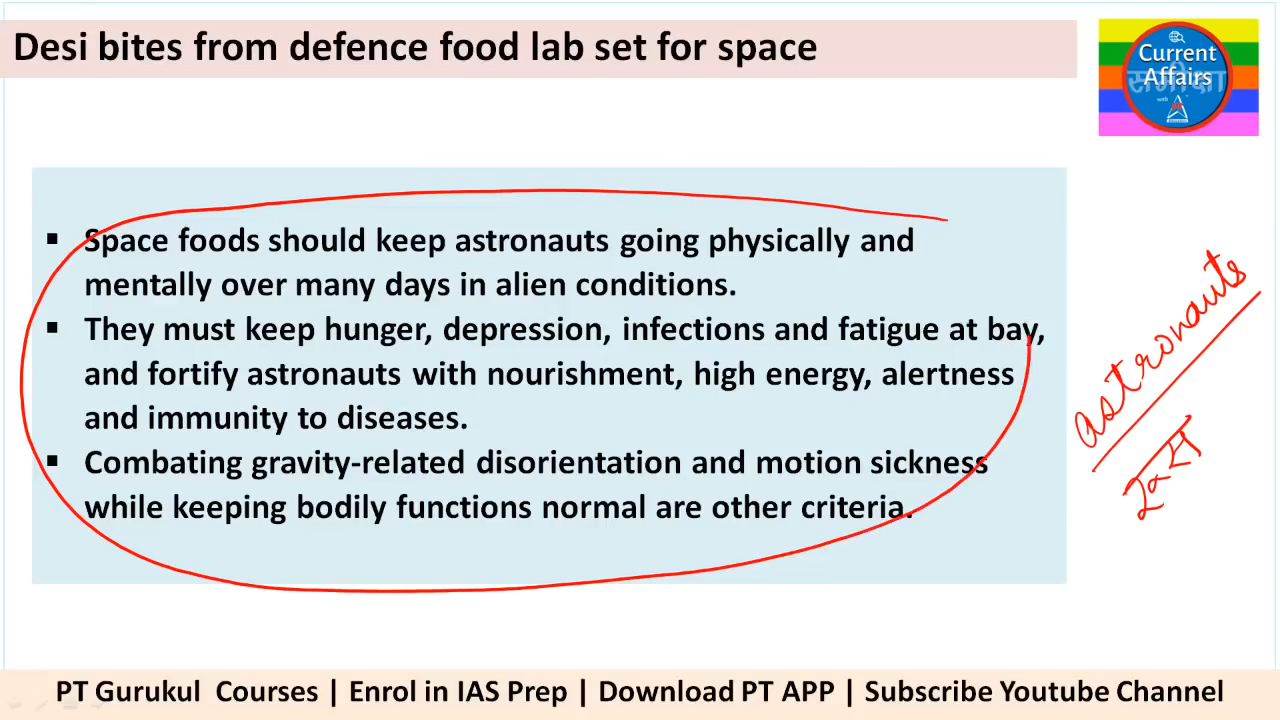 Desi bites from defence food lab set for space
Current
Affairs
समीक्षा
with
PT
▪ Space foods should keep astronauts going physically and
mentally over many days in alien conditions.
▪ They must keep hunger, depression, infections and fatigue at bay,
and fortify astronauts with nourishment, high energy, alertness
and immunity to diseases.
▪ Combating gravity-related disorientation and motion sickness
while keeping bodily functions normal are other criteria.
astronauts
PT Gurukul Courses | Enrol in IAS Prep | Download PT APP | Subscribe Youtube Channel